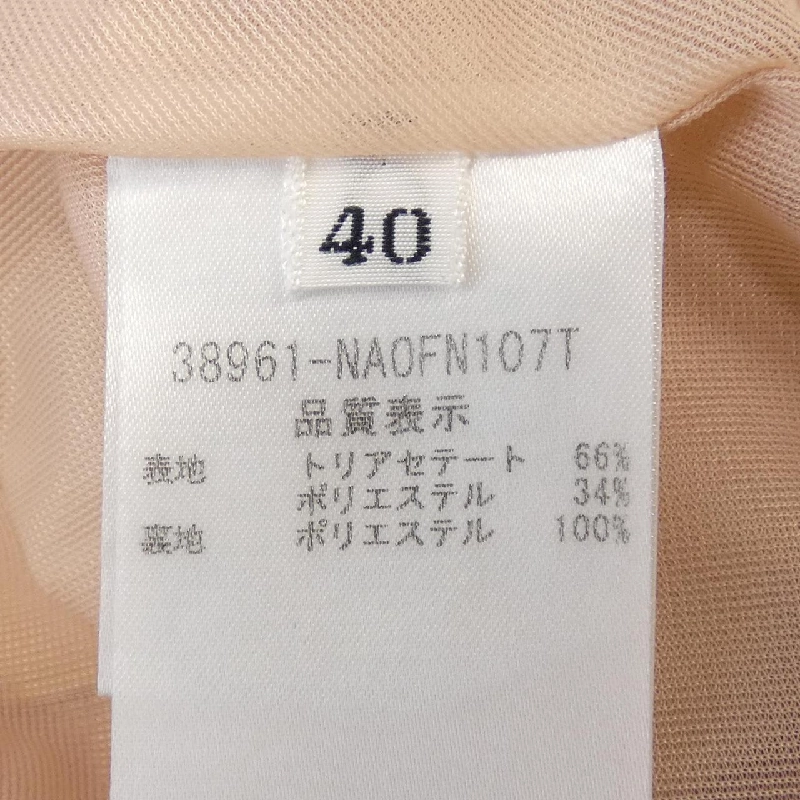 40
38961-NA0FN107T
品質表示
表地 トリアセテート 66%
ポリエステル 34%
裏地 ポリエステル 100%